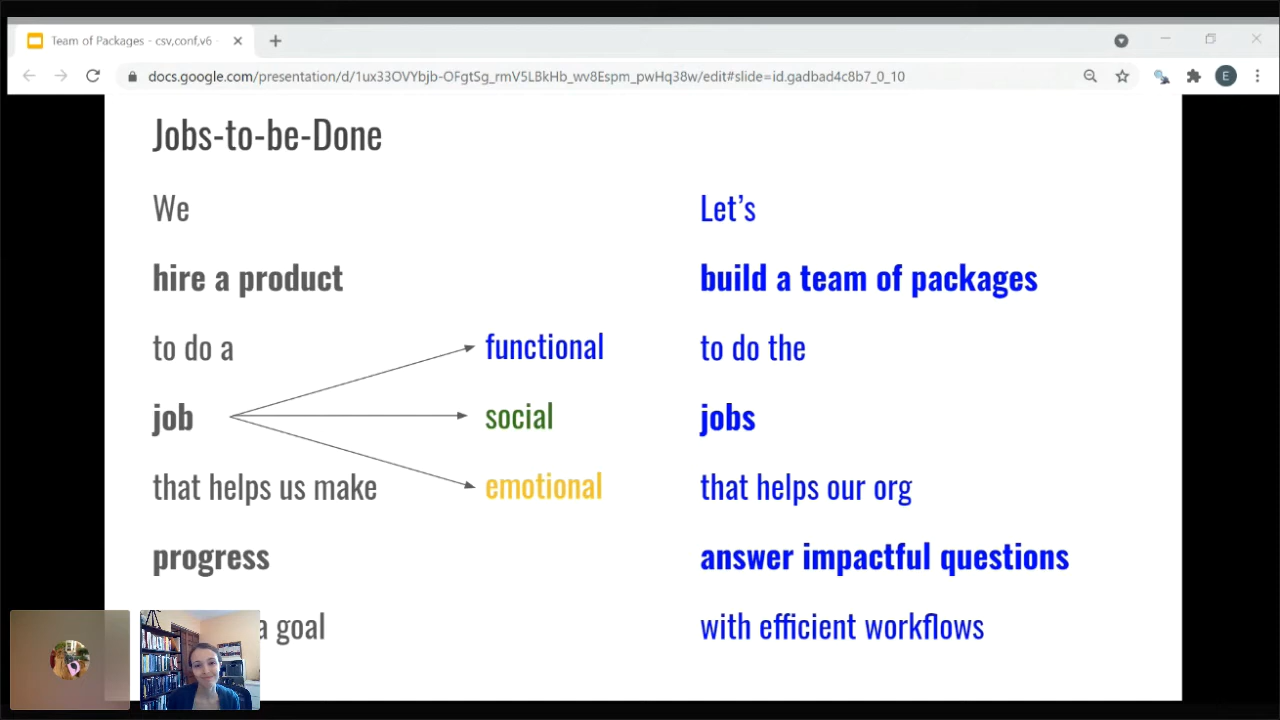 Team of Packages - csv,conf,v6
docs.google.com/presentation/d/1ux33OVYbjb-OFgtSg_rmV5LBkHb_wv8Espm_pwHq38w/edit#slide=id.gadbad4c8b7_0_10
E
Jobs-to-be-Done
We
hire a product
to do a
job
that helps us make
progress
a goal
functional
social
emotional
Let's
build a team of packages
to do the
jobs
that helps our org
answer impactful questions
with efficient workflows